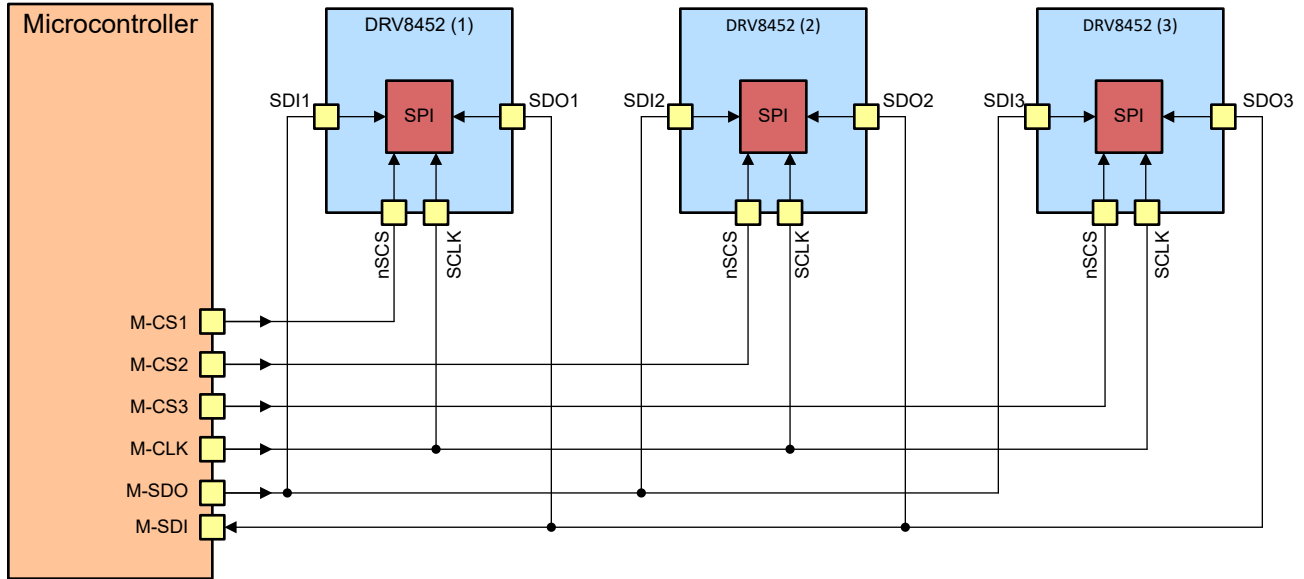 Microcontroller
DRV8452 (1)
DRV8452 (2)
DRV8452 (3)
SDI1
SPI
SDO1
SDI2
SPI
SDO2
SDI3
SPI
SDO3
nSCS
SCLK
nSCS
SCLK
nSCS
SCLK
M-CS1
M-CS2
M-CS3
M-CLK
M-SDO
M-SDI